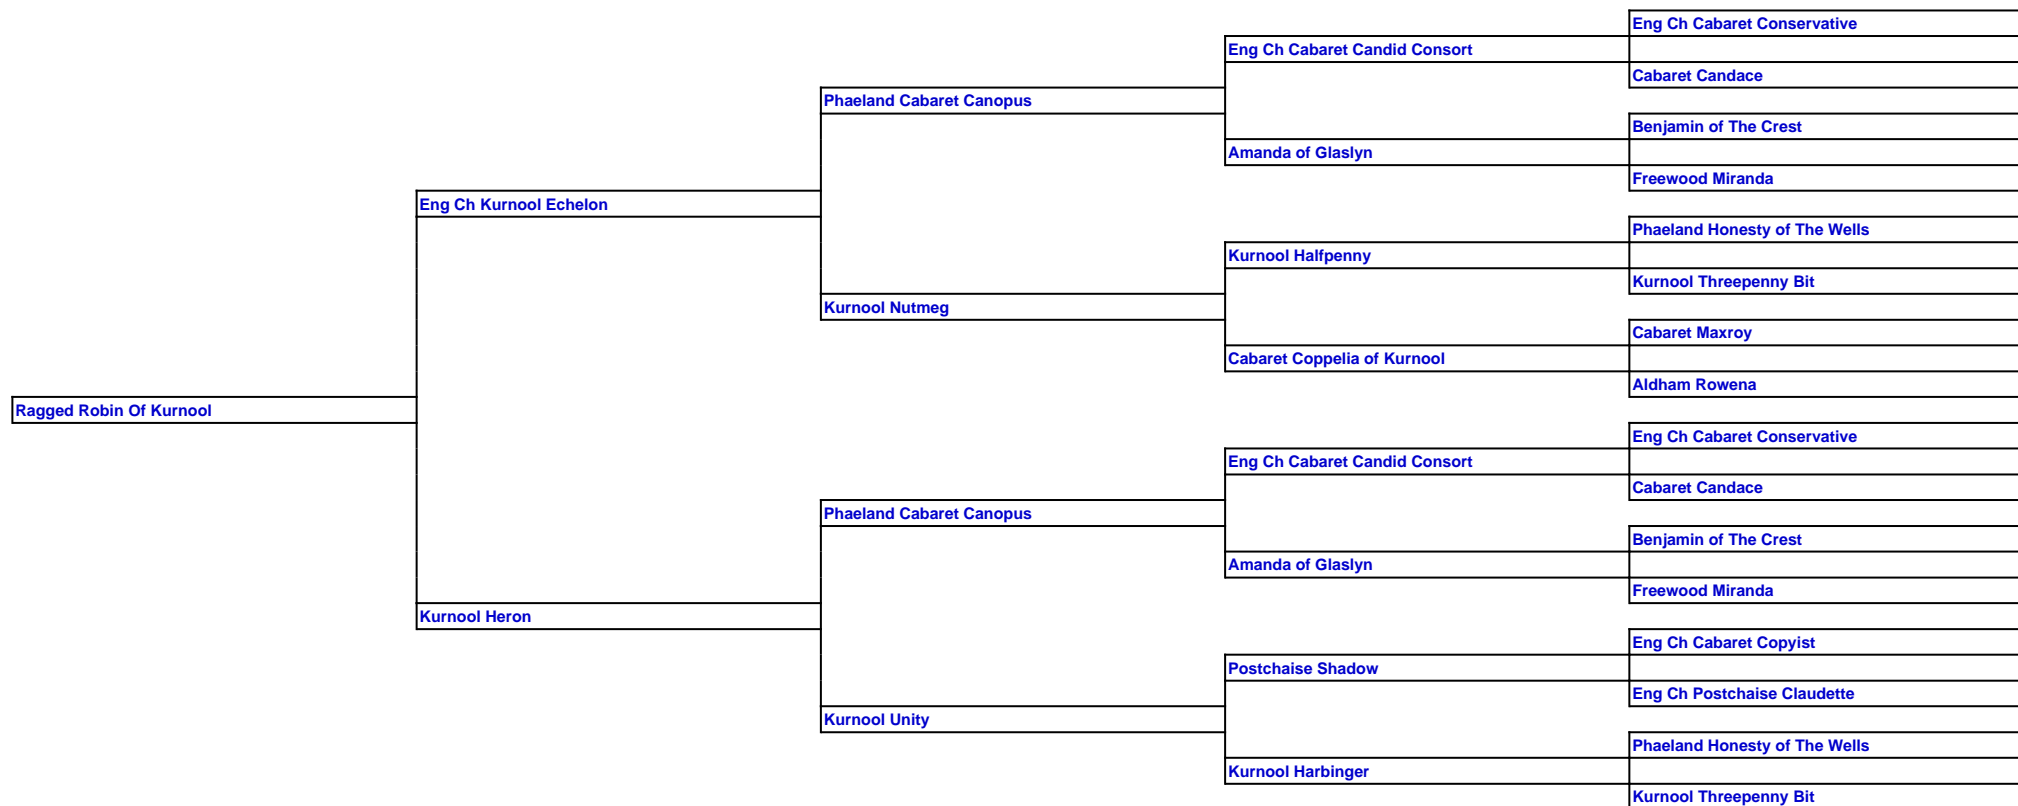 Eng Ch Cabaret Conservative
Eng Ch Cabaret Candid Consort
Cabaret Candace
Phaeland Cabaret Canopus
Benjamin of The Crest
Amanda of Glaslyn
Freewood Miranda
Eng Ch Kurnool Echelon
Phaeland Honesty of The Wells
Kurnool Halfpenny
Kurnool Threepenny Bit
Kurnool Nutmeg
Cabaret Maxroy
Cabaret Coppelia of Kurnool
Aldham Rowena
Ragged Robin Of Kurnool
Eng Ch Cabaret Conservative
Eng Ch Cabaret Candid Consort
Cabaret Candace
Phaeland Cabaret Canopus
Benjamin of The Crest
Amanda of Glaslyn
Freewood Miranda
Kurnool Heron
Eng Ch Cabaret Copyist
Postchaise Shadow
Eng Ch Postchaise Claudette
Kurnool Unity
Phaeland Honesty of The Wells
Kurnool Harbinger
Kurnool Threepenny Bit